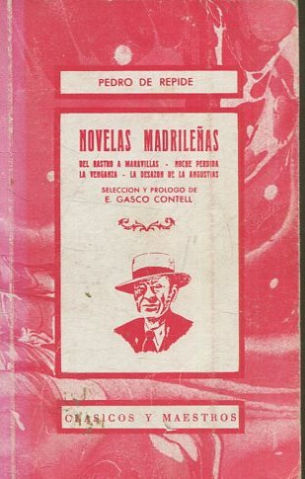 PEDRO DE REPIDE
NOVELAS MADRILEÑAS
DEL RASTRO A MARAVILLAS - NOCHE PERDIDA
LA VENGANZA - LA DESAZON DE LA ANGUSTIAS
SELECCION Y PROLOGO DE
E. GASCO CONTELL
CLASICOS Y MAESTROS